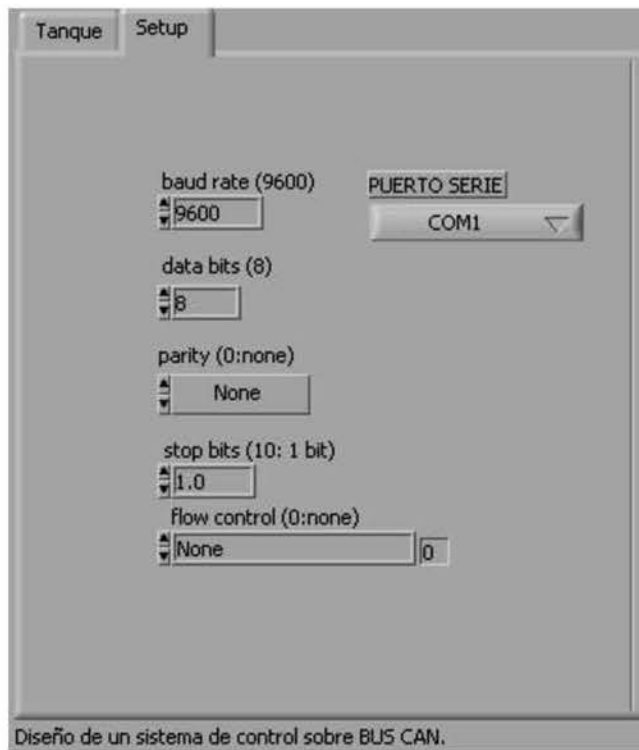 Tanque Setup
baud rate (9600) PUERTO SERIE
9600 COM1
data bits (8)
8
parity (0:none)
None
stop bits (10: 1 bit)
1.0
flow control (0:none)
None 0
Diseño de un sistema de control sobre BUS CAN.